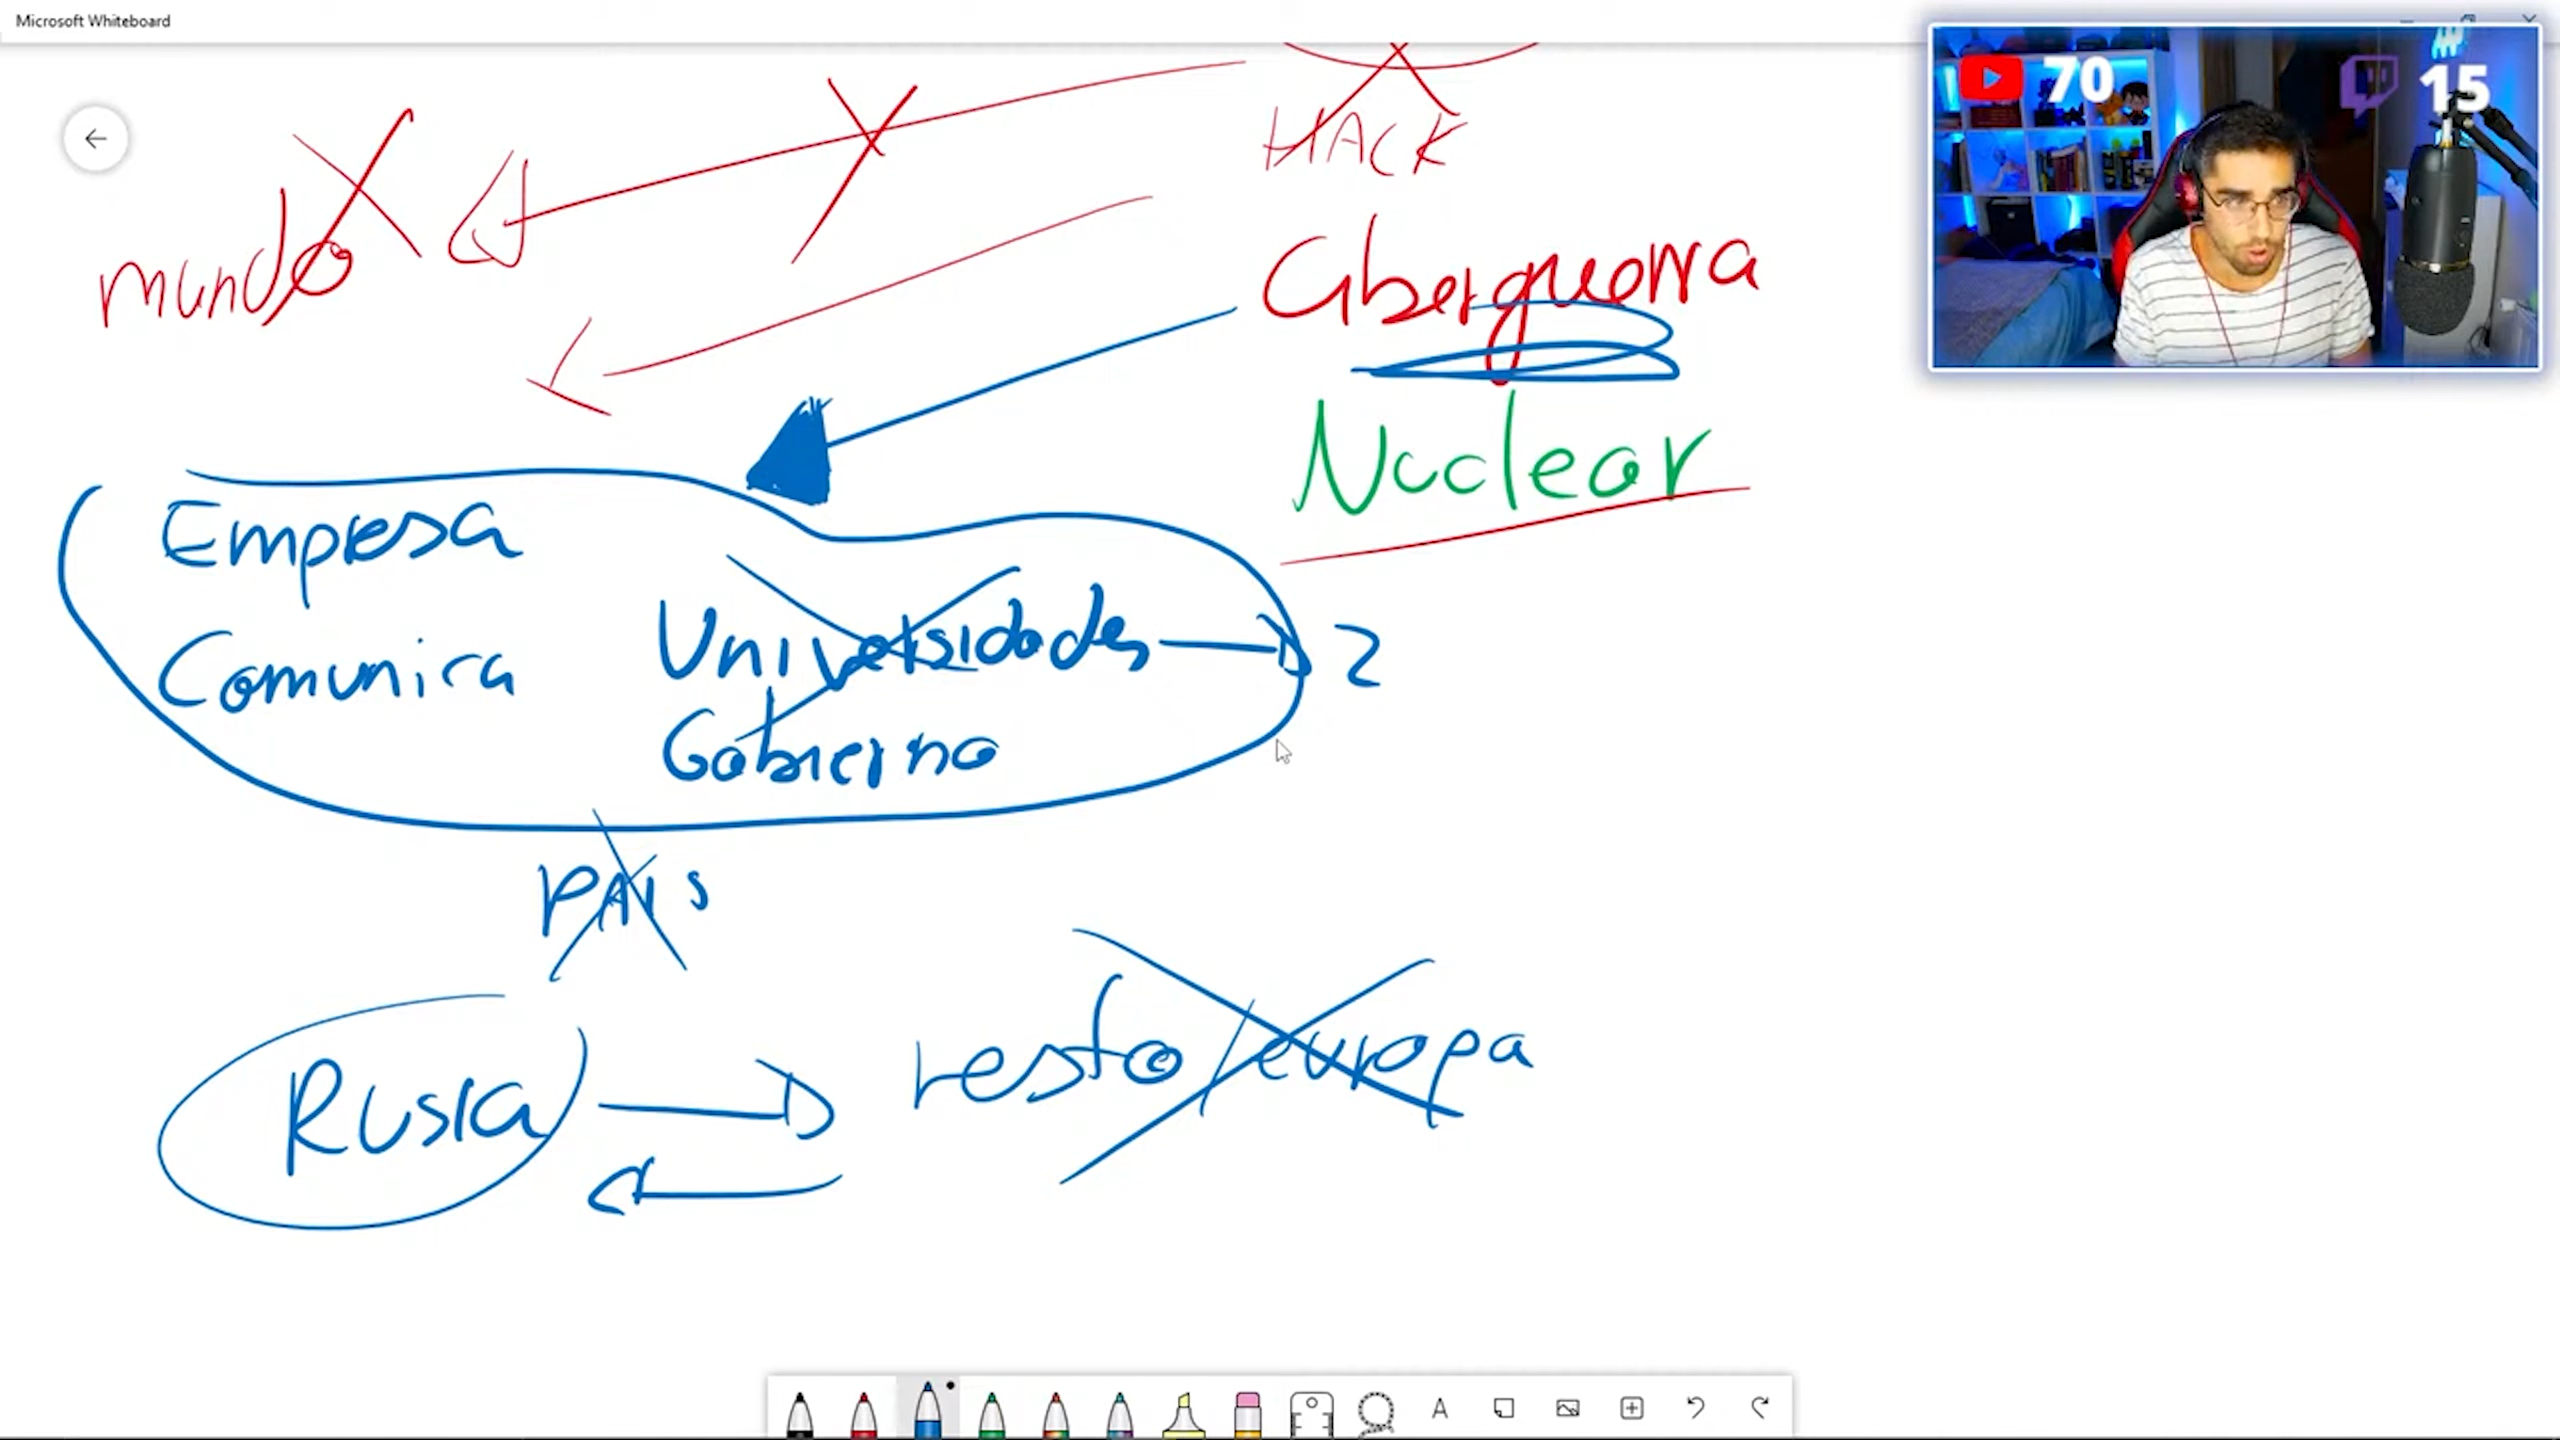 Microsoft Whiteboard
70
15
HACK
mundo
Ciberguerra
Nuclear
Empresa
Comunica
Universidades
2
Gobierno
PAIS
Rusia
resto / europa
A